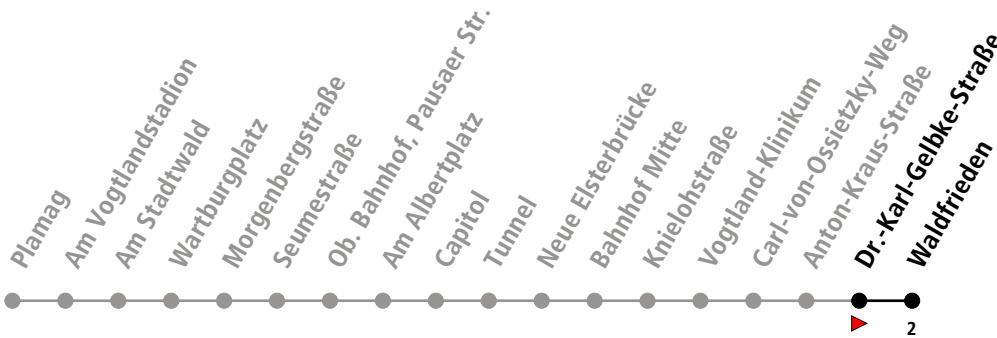 Plamag
Am Vogtlandstadion
Am Stadtwald
Wartburgplatz
Morgenbergstraße
Seumestraße
Ob. Bahnhof, Pausaer Str.
Am Albertplatz
Capitol
Tunnel
Neue Elsterbrücke
Bahnhof Mitte
Knielohstraße
Vogtland-Klinikum
Carl-von-Ossietzky-Weg
Anton-Kraus-Straße
Dr.-Karl-Gelbke-Straße
Waldfrieden
2